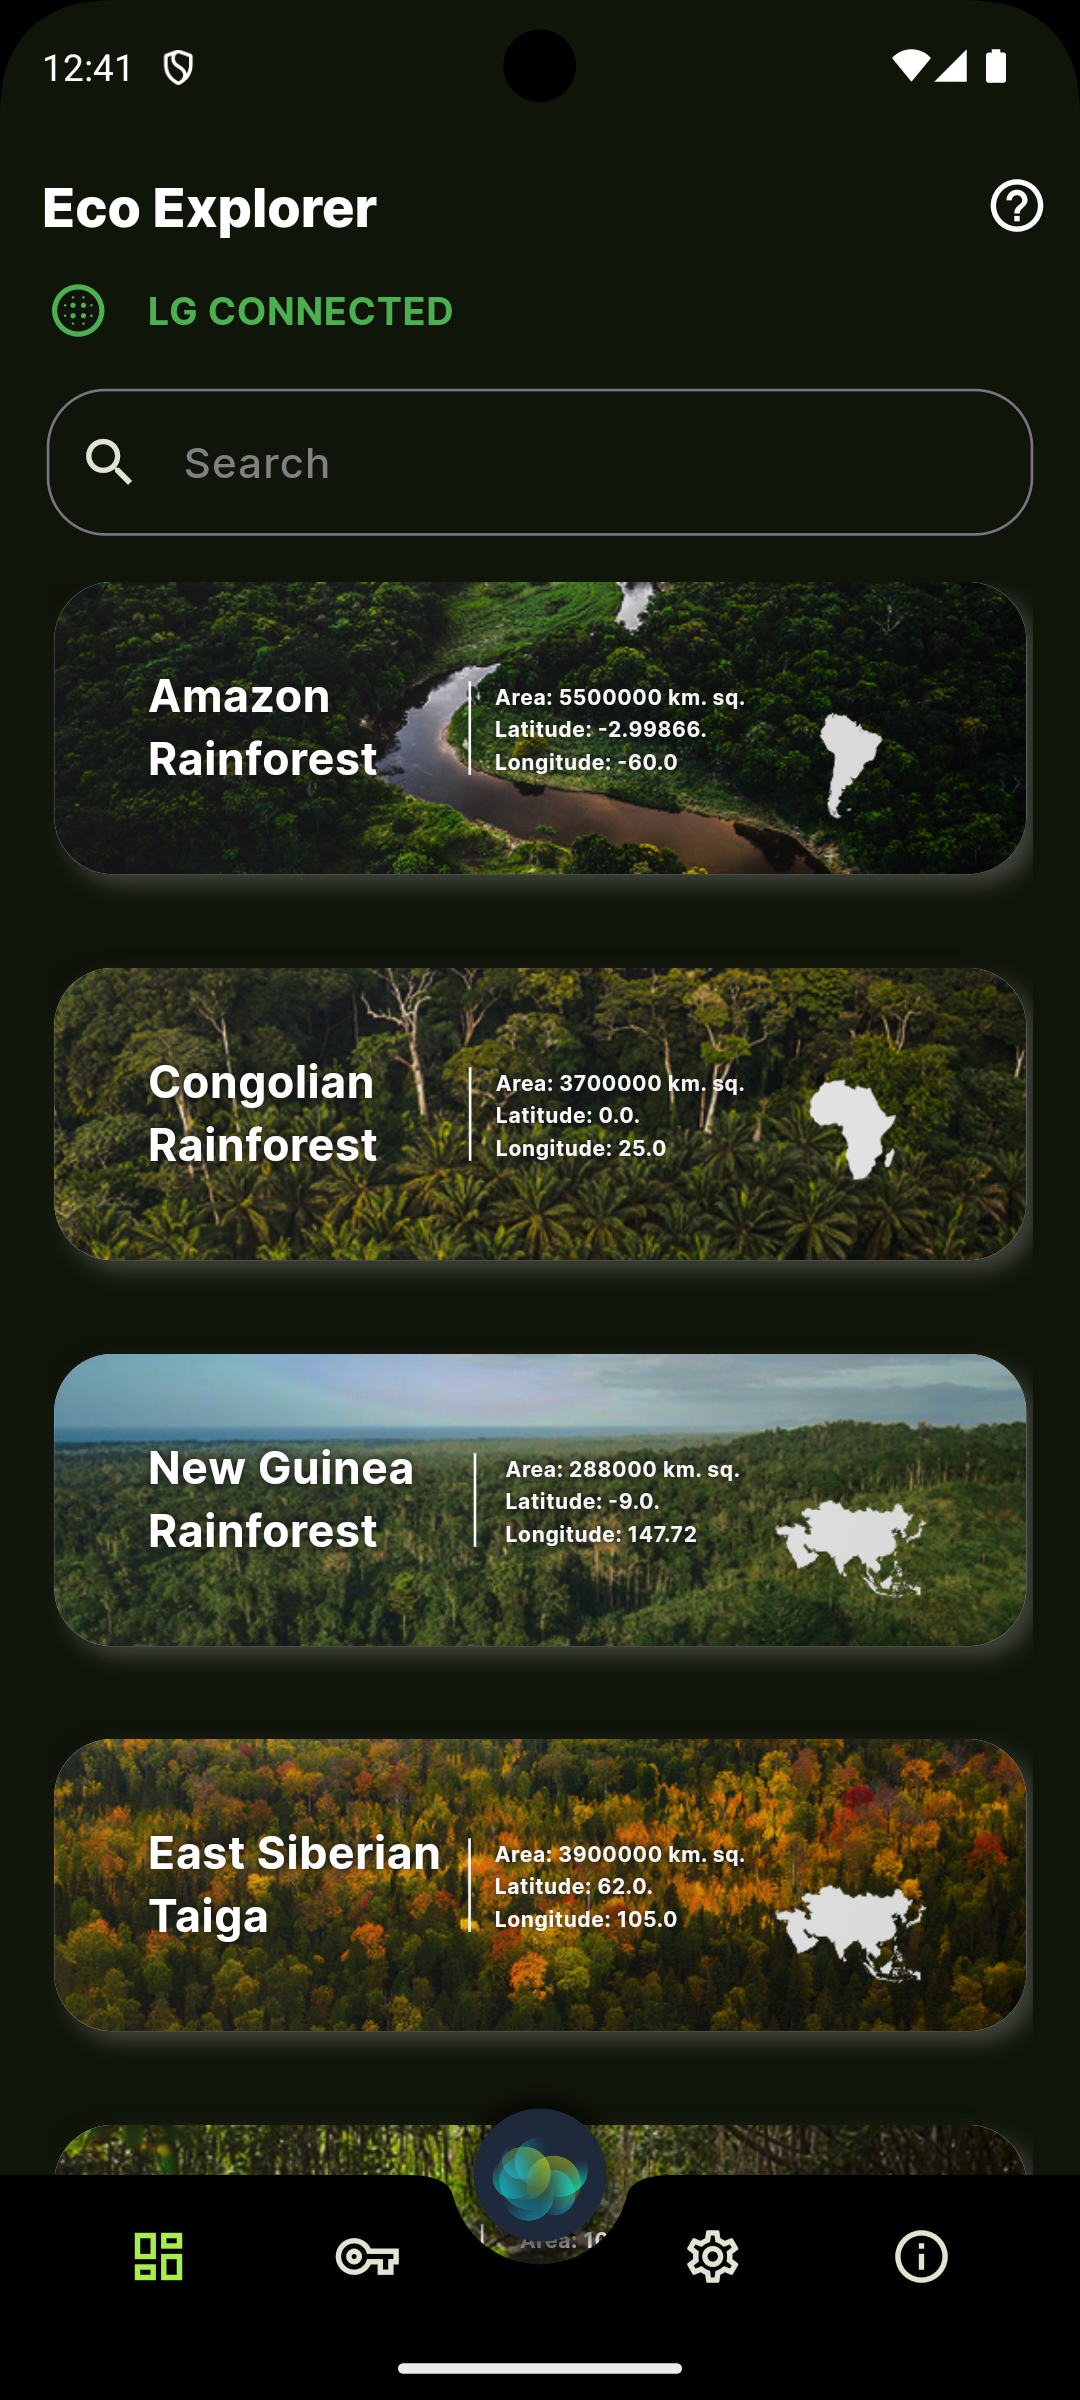 12:41
Eco Explorer
LG CONNECTED
Search
Amazon
Rainforest
Area: 5500000 km. sq.
Latitude: -2.99866.
Longitude: -60.0
Congolian
Rainforest
Area: 3700000 km. sq.
Latitude: 0.0.
Longitude: 25.0
New Guinea
Rainforest
Area: 288000 km. sq.
Latitude: -9.0.
Longitude: 147.72
East Siberian
Taiga
Area: 3900000 km. sq.
Latitude: 62.0.
Longitude: 105.0
Area: